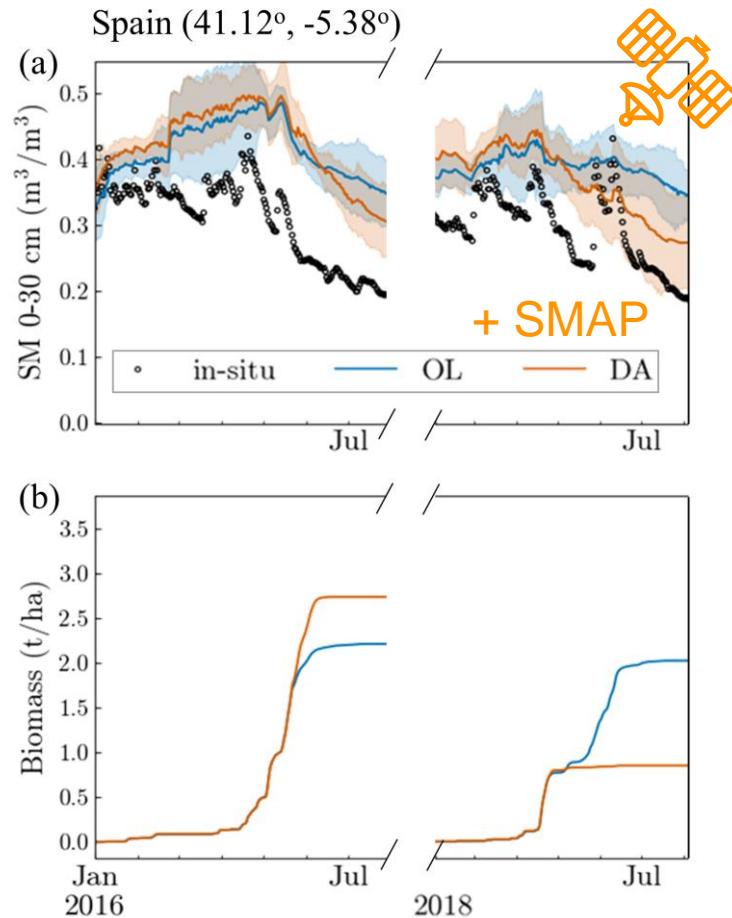 Spain (41.12º, -5.38º)
(a)
SM 0-30 cm (m³/m³)
0.5
0.4
0.3
0.2
0.1
0.0
+ SMAP
in-situ OL DA
Jul Jul
(b)
Biomass (t/ha)
3.5
3.0
2.5
2.0
1.5
1.0
0.5
0.0
Jan Jul Jul
2016 2018